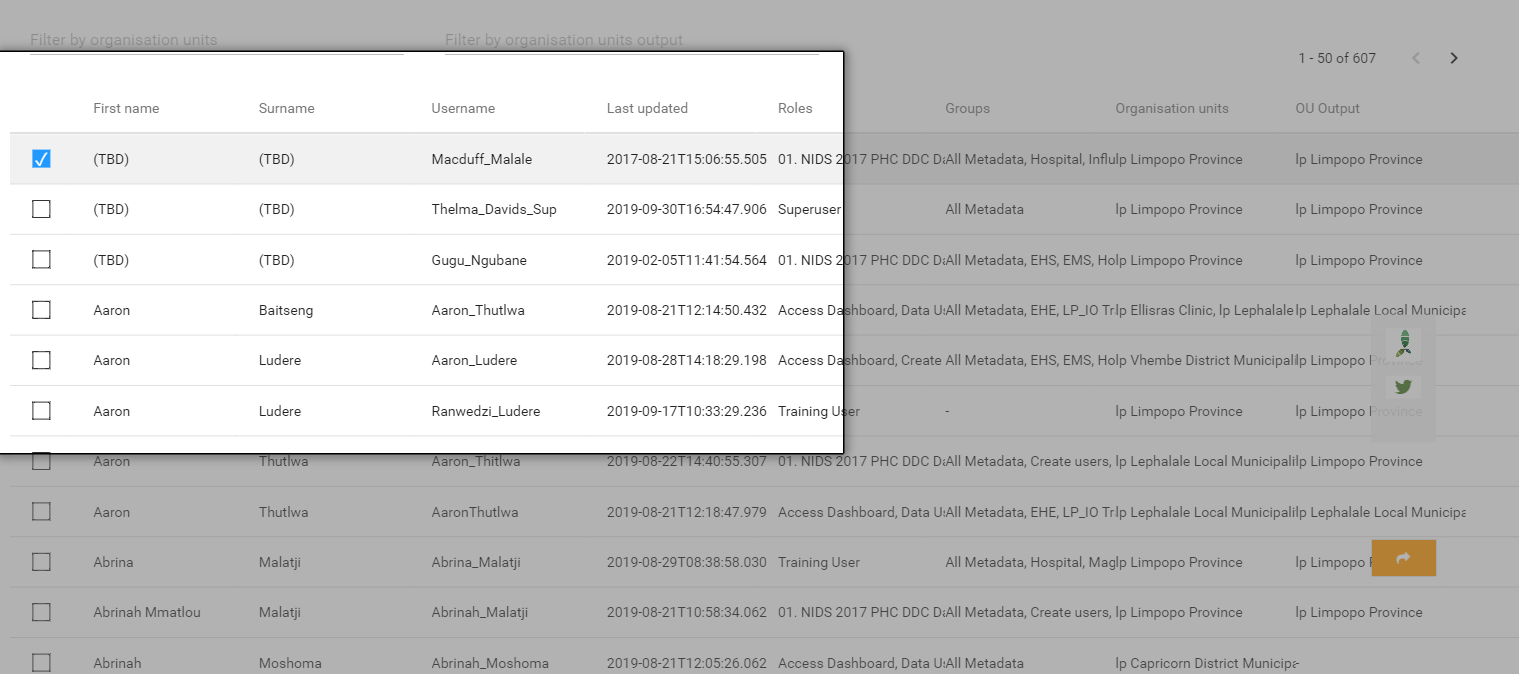 Filter by organisation units Filter by organisation units output
1 - 50 of 607
First name Surname Username Last updated Roles Groups Organisation units OU Output
(TBD) (TBD) Macduff_Malale 2017-08-21T15:06:55.505 01. NIDS 2017 PHC DDC Da All Metadata, Hospital, Influ lp Limpopo Province lp Limpopo Province
(TBD) (TBD) Thelma_Davids_Sup 2019-09-30T16:54:47.906 Superuser All Metadata lp Limpopo Province lp Limpopo Province
(TBD) (TBD) Gugu_Ngubane 2019-02-05T11:41:54.564 01. NIDS 2017 PHC DDC Da All Metadata, EHS, EMS, Ho lp Limpopo Province lp Limpopo Province
Aaron Baitseng Aaron_Thutlwa 2019-08-21T12:14:50.432 Access Dashboard, Data Us All Metadata, EHE, LP_IO Tr lp Ellisras Clinic, lp Lephalale lp Lephalale Local Municipa
Aaron Ludere Aaron_Ludere 2019-08-28T14:18:29.198 Access Dashboard, Create All Metadata, EHS, EMS, Ho lp Vhembe District Municipali lp Limpopo Province
Aaron Ludere Ranwedzi_Ludere 2019-09-17T10:33:29.236 Training User - lp Limpopo Province lp Limpopo Province
Aaron Thutlwa Aaron_Thitlwa 2019-08-22T14:40:55.307 01. NIDS 2017 PHC DDC Da All Metadata, Create users, lp Lephalale Local Municipali lp Limpopo Province
Aaron Thutlwa AaronThutlwa 2019-08-21T12:18:47.979 Access Dashboard, Data Us All Metadata, EHE, LP_IO Tr lp Lephalale Local Municipali lp Lephalale Local Municipa
Abrina Malatji Abrina_Malatji 2019-08-29T08:38:58.030 Training User All Metadata, Hospital, Mag lp Limpopo Province lp Limpopo P
Abrinah Mmatlou Malatji Abrinah_Malatji 2019-08-21T10:58:34.062 01. NIDS 2017 PHC DDC Da All Metadata, Create users, lp Limpopo Province lp Limpopo Province
Abrinah Moshoma Abrinah_Moshoma 2019-08-21T12:05:26.062 Access Dashboard, Data Us All Metadata lp Capricorn District Municipa -